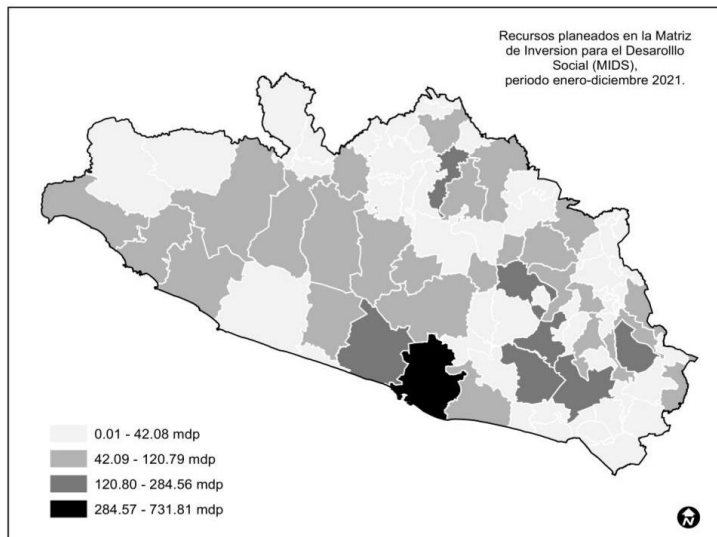 Recursos planeados en la Matriz
de Inversion para el Desarolllo
Social (MIDS),
periodo enero-diciembre 2021.
0.01 - 42.08 mdp
42.09 - 120.79 mdp
120.80 - 284.56 mdp
284.57 - 731.81 mdp
N